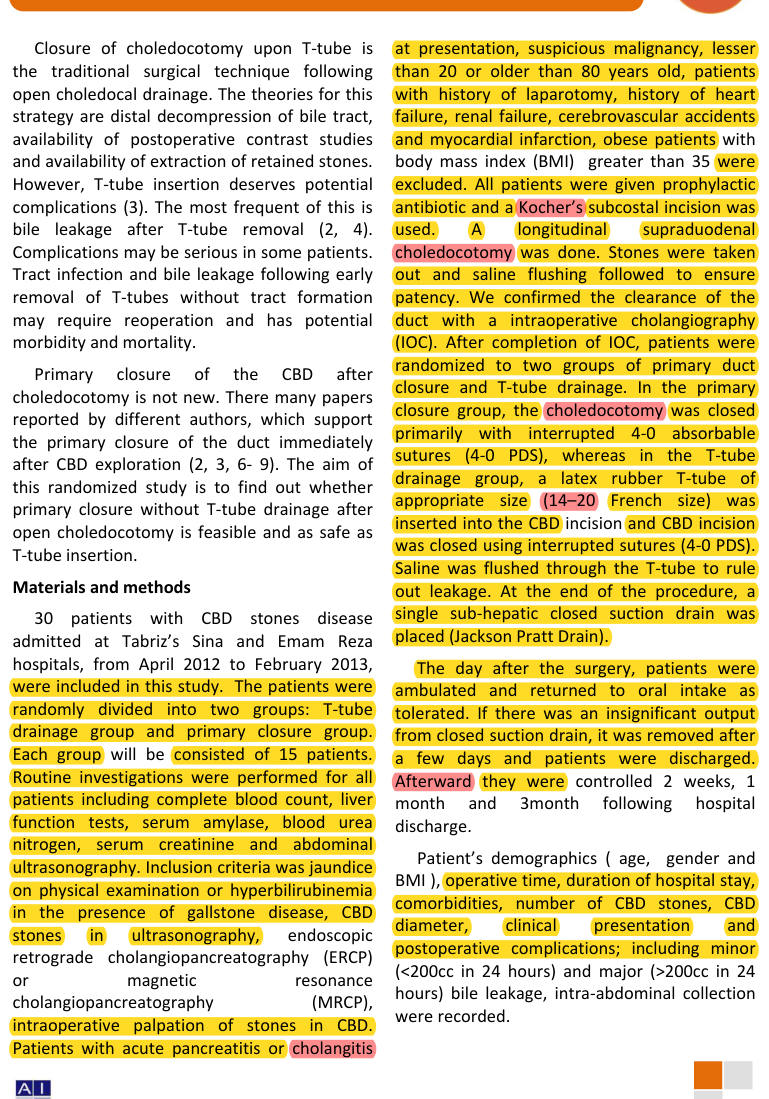 Closure of choledocotomy upon T-tube is
the traditional surgical technique following
open choledocal drainage. The theories for this
strategy are distal decompression of bile tract,
availability of postoperative contrast studies
and availability of extraction of retained stones.
However, T-tube insertion deserves potential
complications (3). The most frequent of this is
bile leakage after T-tube removal (2, 4).
Complications may be serious in some patients.
Tract infection and bile leakage following early
removal of T-tubes without tract formation
may require reoperation and has potential
morbidity and mortality.
Primary closure of the CBD after
choledocotomy is not new. There many papers
reported by different authors, which support
the primary closure of the duct immediately
after CBD exploration (2, 3, 6- 9). The aim of
this randomized study is to find out whether
primary closure without T-tube drainage after
open choledocotomy is feasible and as safe as
T-tube insertion.
Materials and methods
30 patients with CBD stones disease
admitted at Tabriz's Sina and Emam Reza
hospitals, from April 2012 to February 2013,
were included in this study. The patients were
randomly divided into two groups: T-tube
drainage group and primary closure group.
Each group will be consisted of 15 patients.
Routine investigations were performed for all
patients including complete blood count, liver
function tests, serum amylase, blood urea
nitrogen, serum creatinine and abdominal
ultrasonography. Inclusion criteria was jaundice
on physical examination or hyperbilirubinemia
in the presence of gallstone disease, CBD
stones in ultrasonography, endoscopic
retrograde cholangiopancreatography (ERCP)
or magnetic resonance
cholangiopancreatography (MRCP),
intraoperative palpation of stones in CBD.
Patients with acute pancreatitis or cholangitis
at presentation, suspicious malignancy, lesser
than 20 or older than 80 years old, patients
with history of laparotomy, history of heart
failure, renal failure, cerebrovascular accidents
and myocardial infarction, obese patients with
body mass index (BMI) greater than 35 were
excluded. All patients were given prophylactic
antibiotic and a Kocher's subcostal incision was
used. A longitudinal supraduodenal
choledocotomy was done. Stones were taken
out and saline flushing followed to ensure
patency. We confirmed the clearance of the
duct with a intraoperative cholangiography
(IOC). After completion of IOC, patients were
randomized to two groups of primary duct
closure and T-tube drainage. In the primary
closure group, the choledocotomy was closed
primarily with interrupted 4-0 absorbable
sutures (4-0 PDS), whereas in the T-tube
drainage group, a latex rubber T-tube of
appropriate size (14–20 French size) was
inserted into the CBD incision and CBD incision
was closed using interrupted sutures (4-0 PDS).
Saline was flushed through the T-tube to rule
out leakage. At the end of the procedure, a
single sub-hepatic closed suction drain was
placed (Jackson Pratt Drain).
The day after the surgery, patients were
ambulated and returned to oral intake as
tolerated. If there was an insignificant output
from closed suction drain, it was removed after
a few days and patients were discharged.
Afterward they were controlled 2 weeks, 1
month and 3month following hospital
discharge.
Patient's demographics ( age, gender and
BMI ), operative time, duration of hospital stay,
comorbidities, number of CBD stones, CBD
diameter, clinical presentation and
postoperative complications; including minor
(<200cc in 24 hours) and major (>200cc in 24
hours) bile leakage, intra-abdominal collection
were recorded.
AI